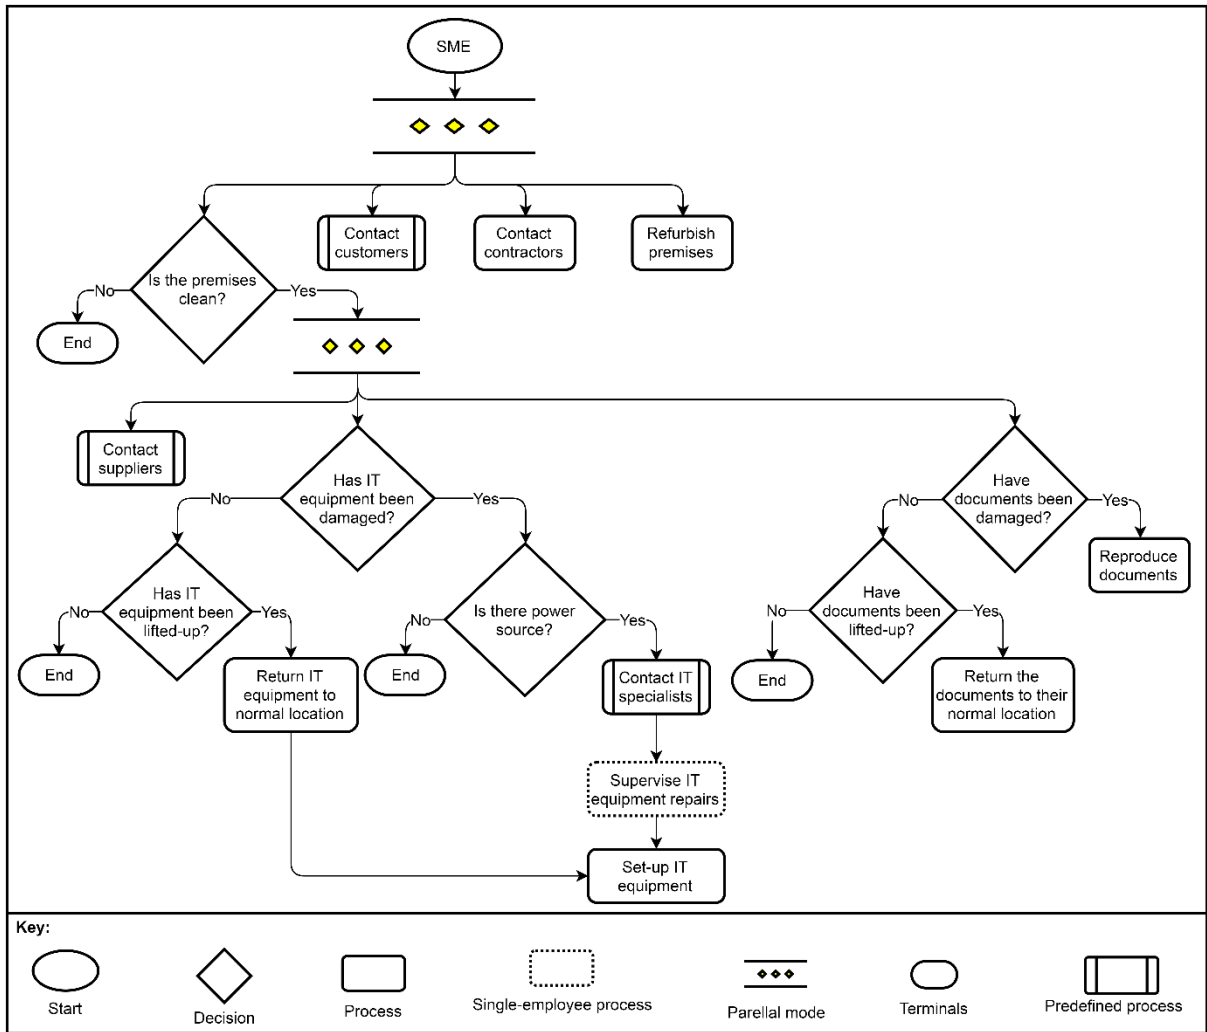 SME
Contact
customers
Contact
contractors
Refurbish
premises
Is the premises
clean?
No
Yes
End
Contact
suppliers
Has IT
equipment been
damaged?
No
Yes
Have
documents been
damaged?
No
Yes
Reproduce
documents
Has IT
equipment been
lifted-up?
No
Yes
Is there power
source?
No
Yes
Have
documents been
lifted-up?
No
Yes
End
Return IT
equipment to
normal location
End
Contact IT
specialists
End
Return the
documents to their
normal location
Supervise IT
equipment repairs
Set-up IT
equipment
Key:
Start
Decision
Process
Single-employee process
Parellal mode
Terminals
Predefined process